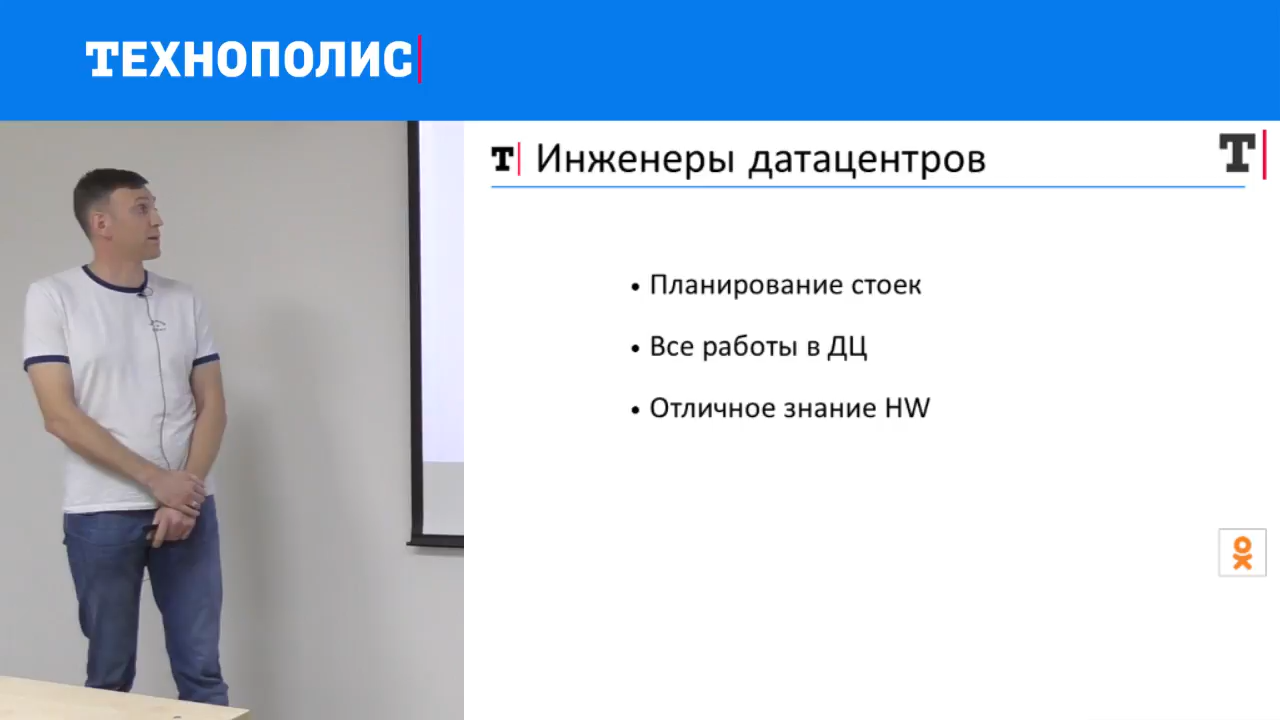 ТЕХНОПОЛИС
Т Инженеры датацентров
Т
• Планирование стоек
• Все работы в ДЦ
• Отличное знание HW